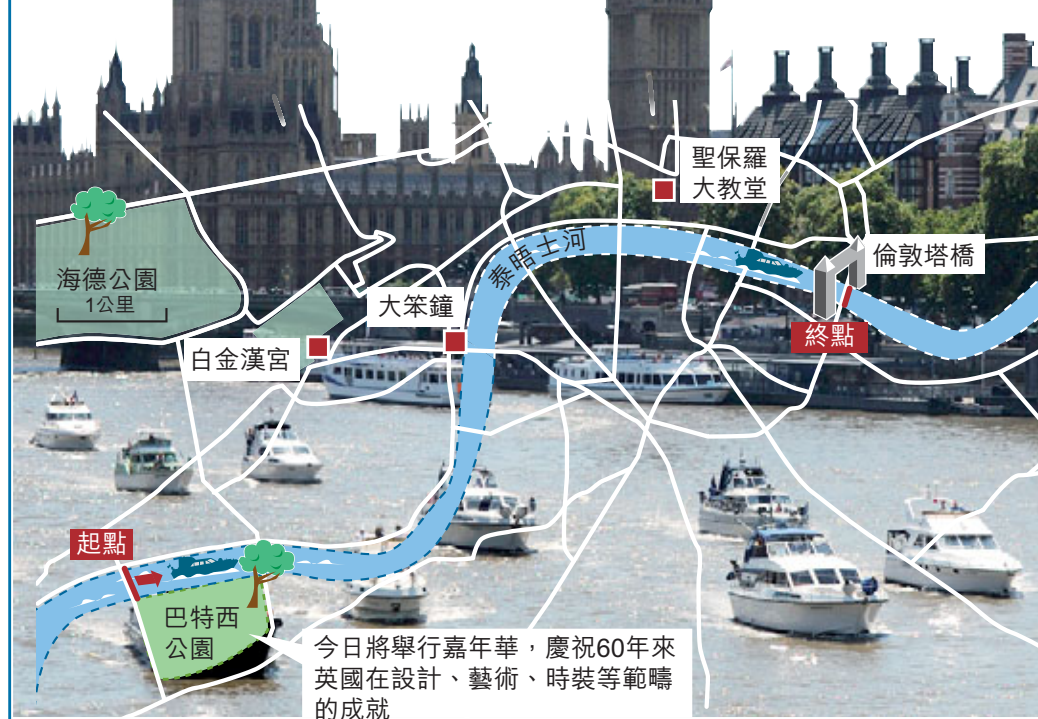 聖保羅
大教堂
泰晤士河
倫敦塔橋
海德公園
1公里
大笨鐘
終點
白金漢宮
起點
巴特西
公園
今日將舉行嘉年華，慶祝60年來
英國在設計、藝術、時裝等範疇
的成就